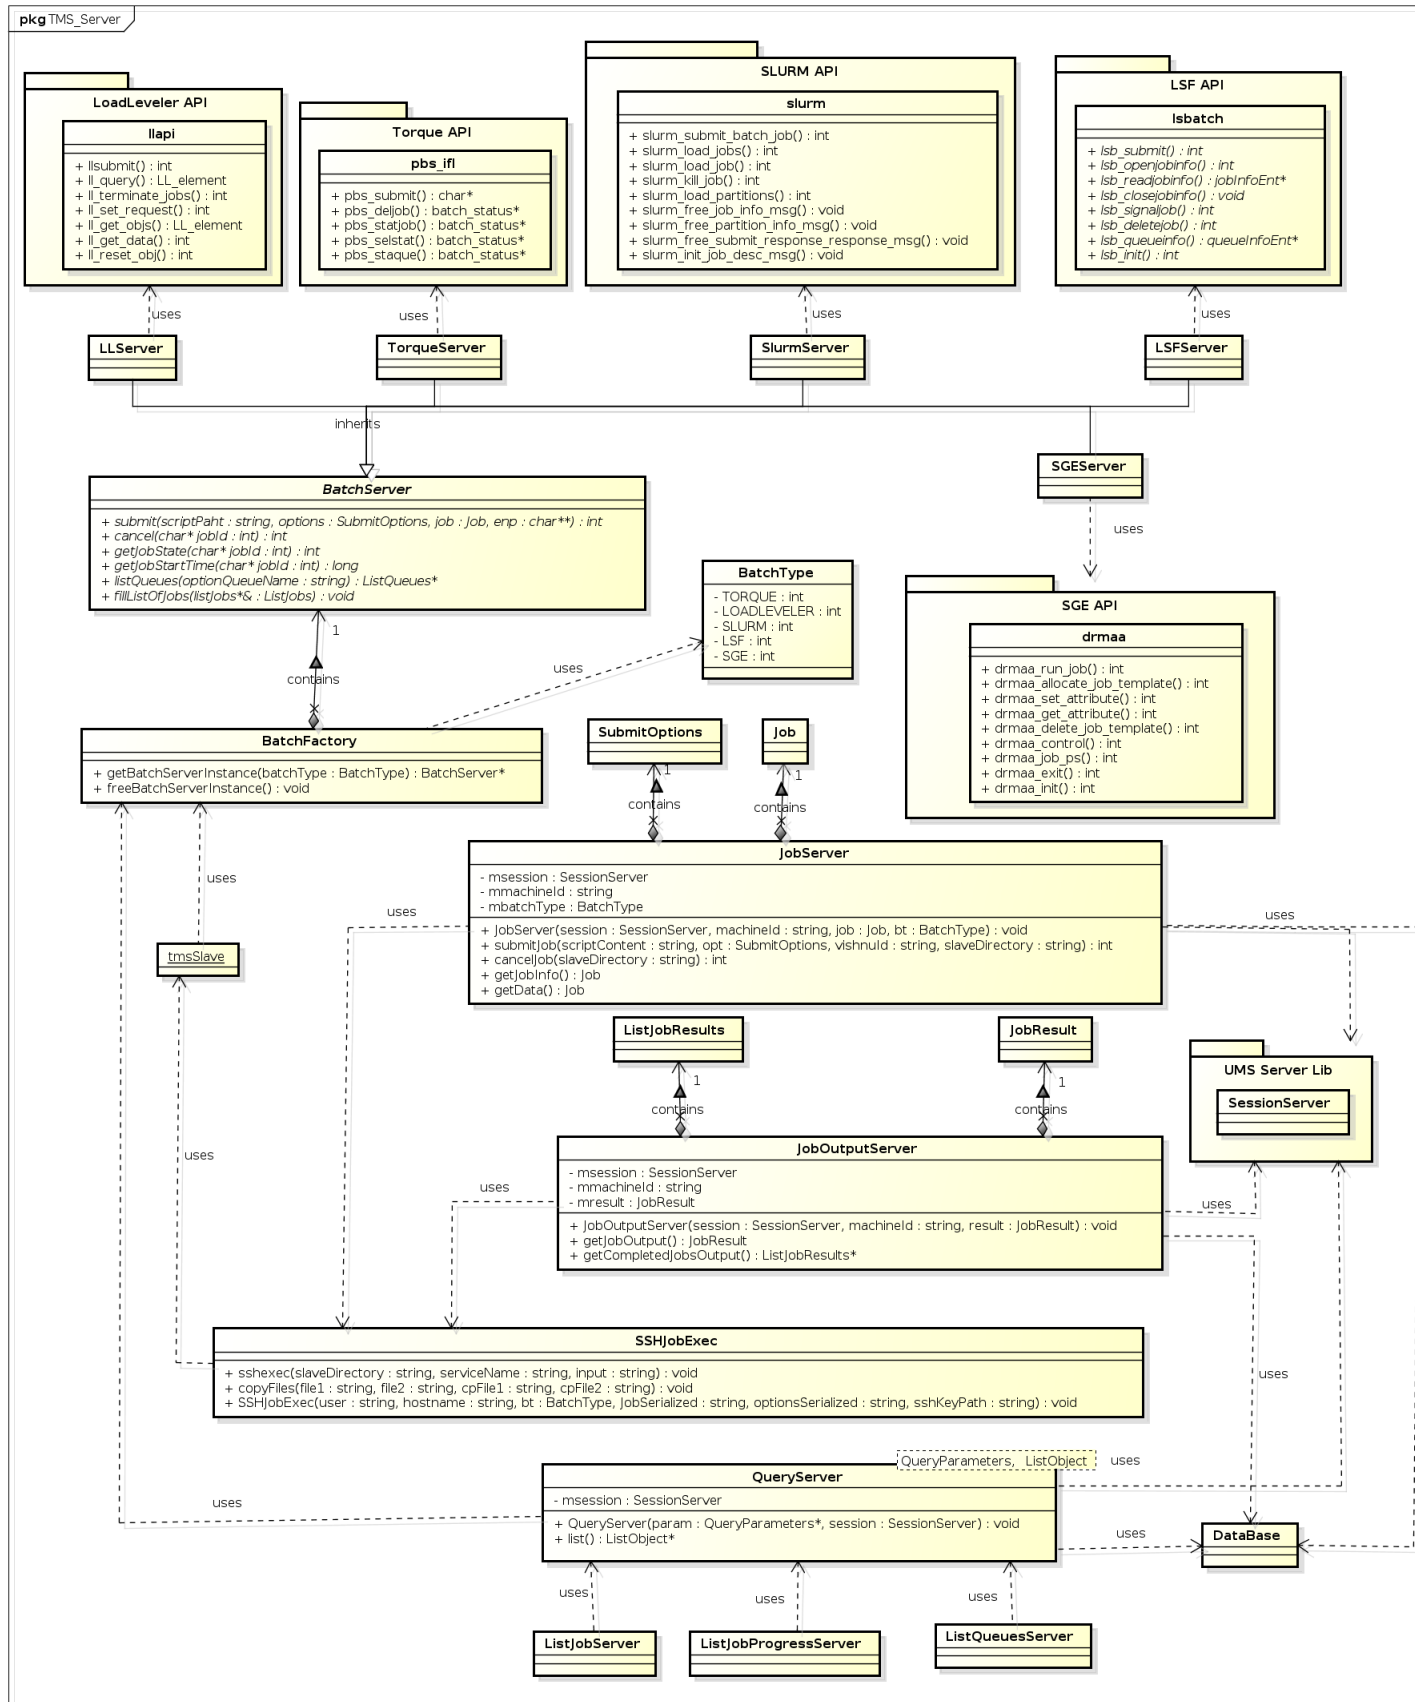 pkg TMS_Server
LoadLeveler API
llapi
+ llsubmit() : int
+ ll_query() : LL_element
+ ll_terminate_jobs() : int
+ ll_set_request() : int
+ ll_get_objs() : LL_element
+ ll_get_data() : int
+ ll_reset_obj() : int
Torque API
pbs_ifl
+ pbs_submit() : char*
+ pbs_deljob() : batch_status*
+ pbs_statjob() : batch_status*
+ pbs_selstat() : batch_status*
+ pbs_staque() : batch_status*
SLURM API
slurm
+ slurm_submit_batch_job() : int
+ slurm_load_jobs() : int
+ slurm_load_job() : int
+ slurm_kill_job() : int
+ slurm_load_partitions() : int
+ slurm_free_job_info_msg() : void
+ slurm_free_partition_info_msg() : void
+ slurm_free_submit_response_response_msg() : void
+ slurm_init_job_desc_msg() : void
LSF API
lsbatch
+ lsb_submit() : int
+ lsb_openjobinfo() : int
+ lsb_readjobinfo() : jobInfoEnt*
+ lsb_closejobinfo() : void
+ lsb_signaljob() : int
+ lsb_deletejob() : int
+ lsb_queueinfo() : queueInfoEnt*
+ lsb_init() : int
uses
uses
uses
uses
LLServer
TorqueServer
SlurmServer
LSFServer
inherits
SGEServer
uses
BatchServer
+ submit(scriptPaht : string, options : SubmitOptions, job : Job, enp : char**) : int
+ cancel(char* jobId : int) : int
+ getJobState(char* jobId : int) : int
+ getJobStartTime(char* jobId : int) : long
+ listQueues(optionQueueName : string) : ListQueues*
+ fillListOfJobs(listJobs*& : ListJobs) : void
BatchType
- TORQUE : int
- LOADLEVELER : int
- SLURM : int
- LSF : int
- SGE : int
SGE API
drmaa
+ drmaa_run_job() : int
+ drmaa_allocate_job_template() : int
+ drmaa_set_attribute() : int
+ drmaa_get_attribute() : int
+ drmaa_delete_job_template() : int
+ drmaa_control() : int
+ drmaa_job_ps() : int
+ drmaa_exit() : int
+ drmaa_init() : int
1
contains
uses
BatchFactory
+ getBatchServerInstance(batchType : BatchType) : BatchServer*
+ freeBatchServerInstance() : void
SubmitOptions
Job
1
contains
1
contains
uses
tmsSlave
uses
JobServer
- msession : SessionServer
- mmachineId : string
- mbatchType : BatchType
+ JobServer(session : SessionServer, machineId : string, job : Job, bt : BatchType) : void
+ submitJob(scriptContent : string, opt : SubmitOptions, vishnuId : string, slaveDirectory : string) : int
+ cancelJob(slaveDirectory : string) : int
+ getJobInfo() : Job
+ getData() : Job
uses
ListJobResults
JobResult
1
contains
1
contains
UMS Server Lib
SessionServer
uses
JobOutputServer
- msession : SessionServer
- mmachineId : string
- mresult : JobResult
+ JobOutputServer(session : SessionServer, machineId : string, result : JobResult) : void
+ getJobOutput() : JobResult
+ getCompletedJobsOutput() : ListJobResults*
uses
uses
uses
SSHJobExec
+ sshexec(slaveDirectory : string, serviceName : string, input : string) : void
+ copyFiles(file1 : string, file2 : string, cpFile1 : string, cpFile2 : string) : void
+ SSHJobExec(user : string, hostname : string, bt : BatchType, JobSerialized : string, optionsSerialized : string, sshKeyPath : string) : void
QueryParameters, ListObject
uses
QueryServer
- msession : SessionServer
+ QueryServer(param : QueryParameters*, session : SessionServer) : void
+ list() : ListObject*
uses
uses
DataBase
uses
uses
uses
ListJobServer
ListJobProgressServer
ListQueuesServer